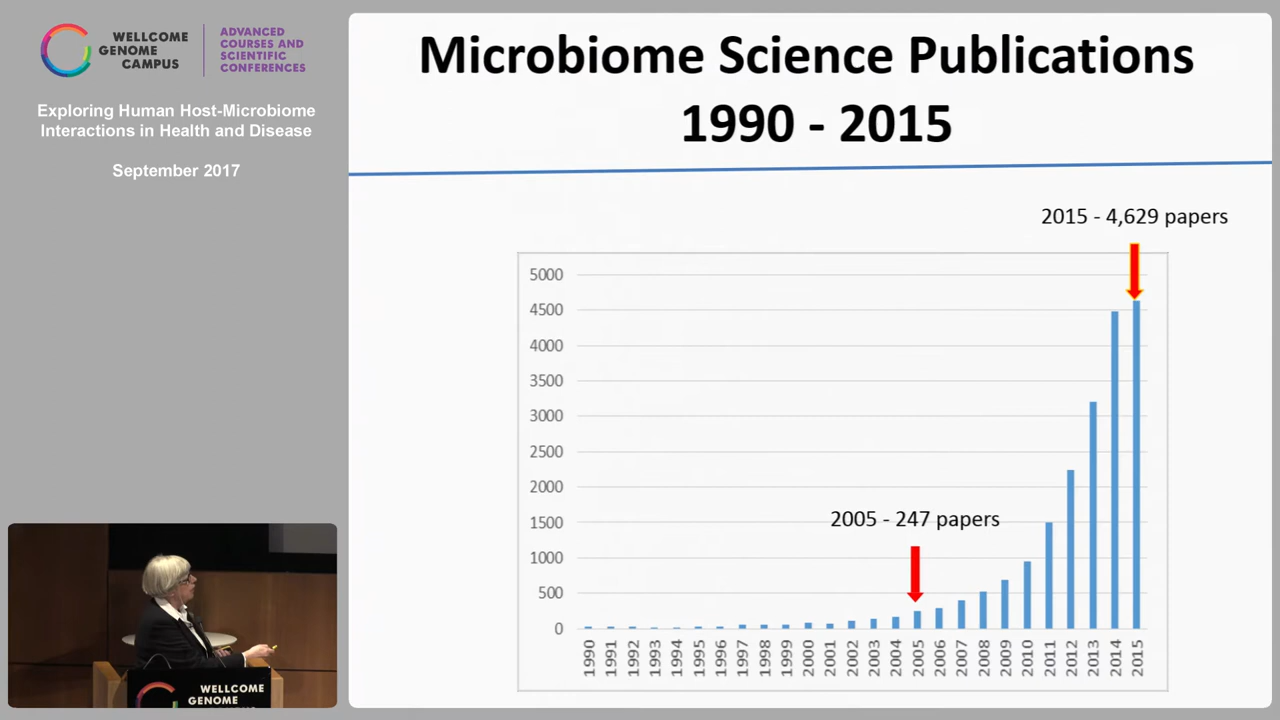 WELLCOME
GENOME
CAMPUS
ADVANCED
COURSES AND
SCIENTIFIC
CONFERENCES
Exploring Human Host-Microbiome
Interactions in Health and Disease
September 2017
Microbiome Science Publications
1990 - 2015
2015 - 4,629 papers
5000
4500
4000
3500
3000
2500
2000
2005 - 247 papers
1500
1000
500
0
1990
1991
1992
1993
1994
1995
1996
1997
1998
1999
2000
2001
2002
2003
2004
2005
2006
2007
2008
2009
2010
2011
2012
2013
2014
2015
WELLCOME
GENOME